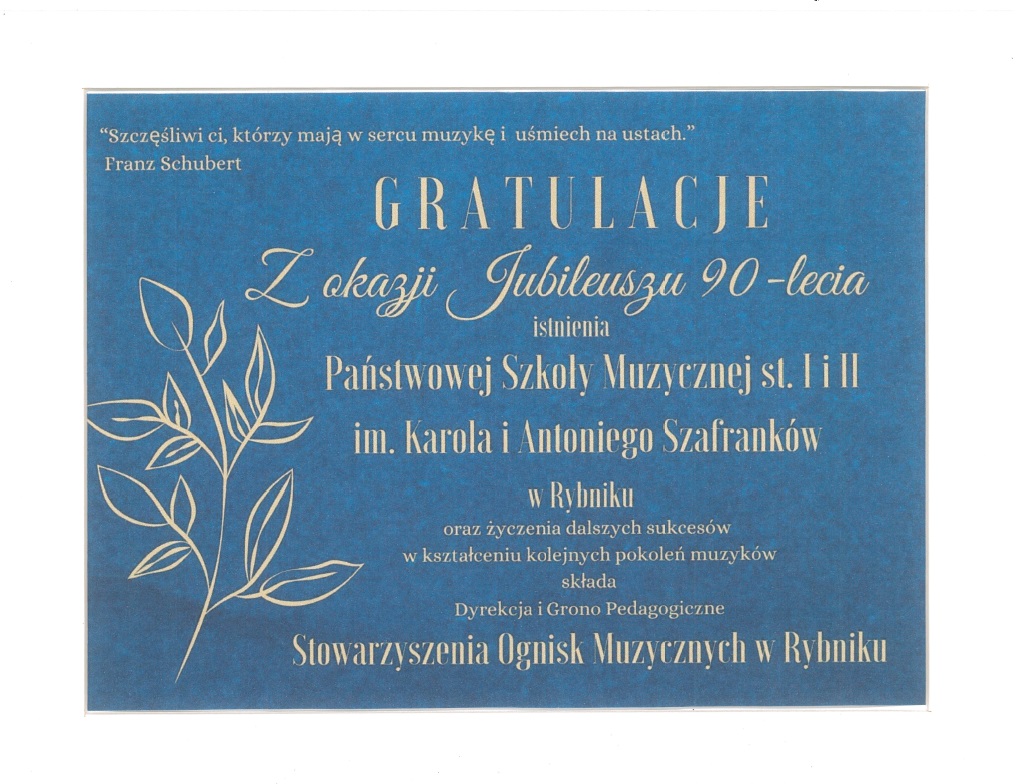 “Szczęśliwi ci, którzy mają w sercu muzykę i uśmiech na ustach.”
Franz Schubert
GRATULACJE
Z okazji Jubileuszu 90-lecia
istnienia
Państwowej Szkoły Muzycznej st. I i II
im. Karola i Antoniego Szafranków
w Rybniku
oraz życzenia dalszych sukcesów
w kształceniu kolejnych pokoleń muzyków
składa
Dyrekcja i Grono Pedagogiczne
Stowarzyszenia Ognisk Muzycznych w Rybniku